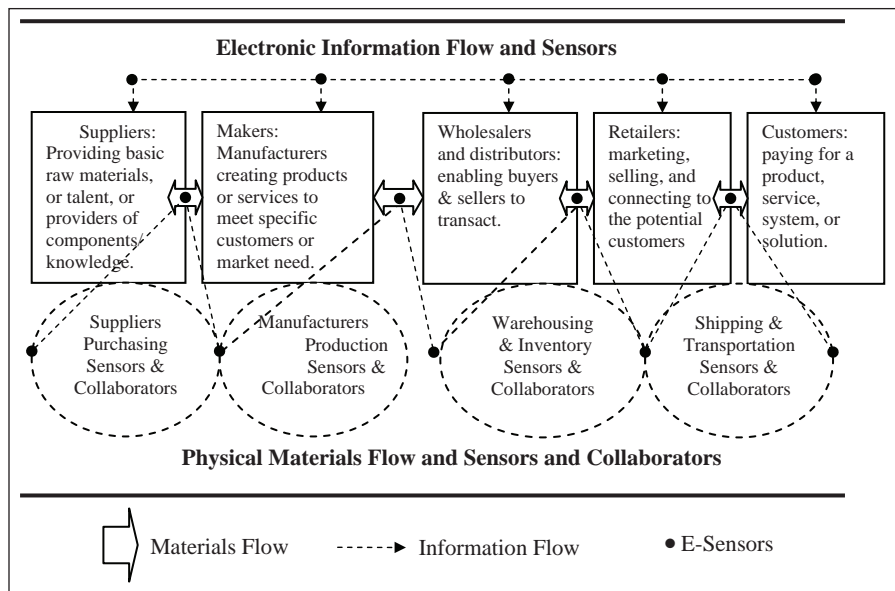 Electronic Information Flow and Sensors
Suppliers:
Providing basic
raw materials,
or talent, or
providers of
components/
knowledge.
Makers:
Manufacturers
creating products
or services to
meet specific
customers or
market need.
Wholesalers
and distributors:
enabling buyers
& sellers to
transact.
Retailers:
marketing,
selling, and
connecting to
the potential
customers
Customers:
paying for a
product,
service,
system, or
solution.
Suppliers
Purchasing
Sensors &
Collaborators
Manufacturers
Production
Sensors &
Collaborators
Warehousing
& Inventory
Sensors &
Collaborators
Shipping &
Transportation
Sensors &
Collaborators
Physical Materials Flow and Sensors and Collaborators
Materials Flow
Information Flow
E-Sensors